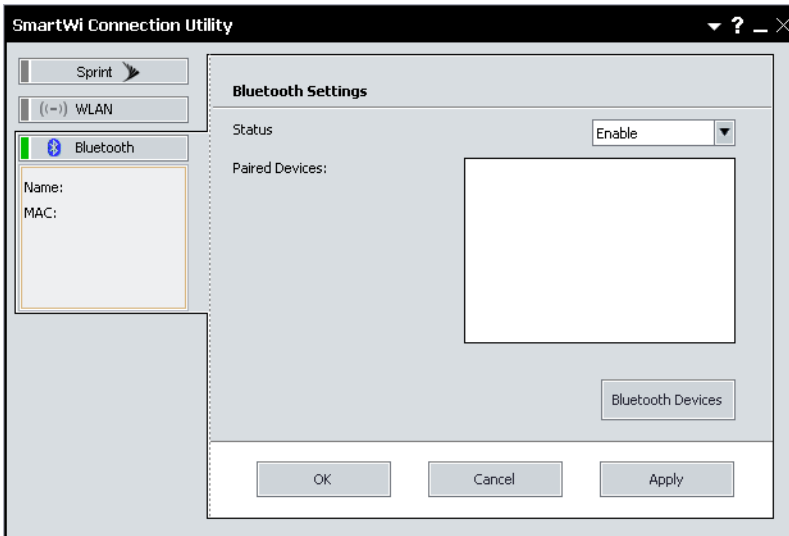 SmartWi Connection Utility
Sprint
WLAN
Bluetooth
Name:
MAC:
Bluetooth Settings
Status
Enable
Paired Devices:
Bluetooth Devices
OK
Cancel
Apply